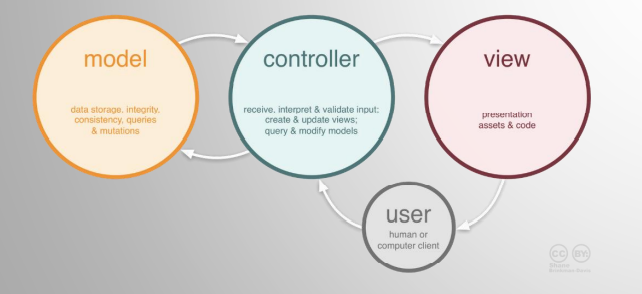 model
data storage, integrity,
consistency, queries
& mutations
controller
receive, interpret & validate input;
create & update views;
query & modify models
view
presentation
assets & code
user
human or
computer client
CC BY